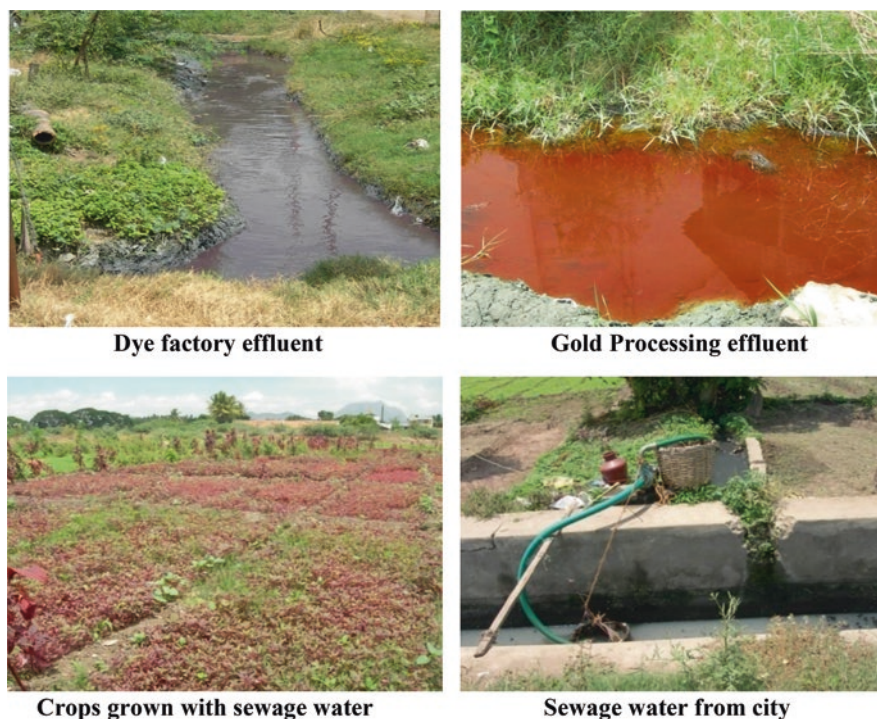 Dye factory effluent
Gold Processing effluent
Crops grown with sewage water
Sewage water from city